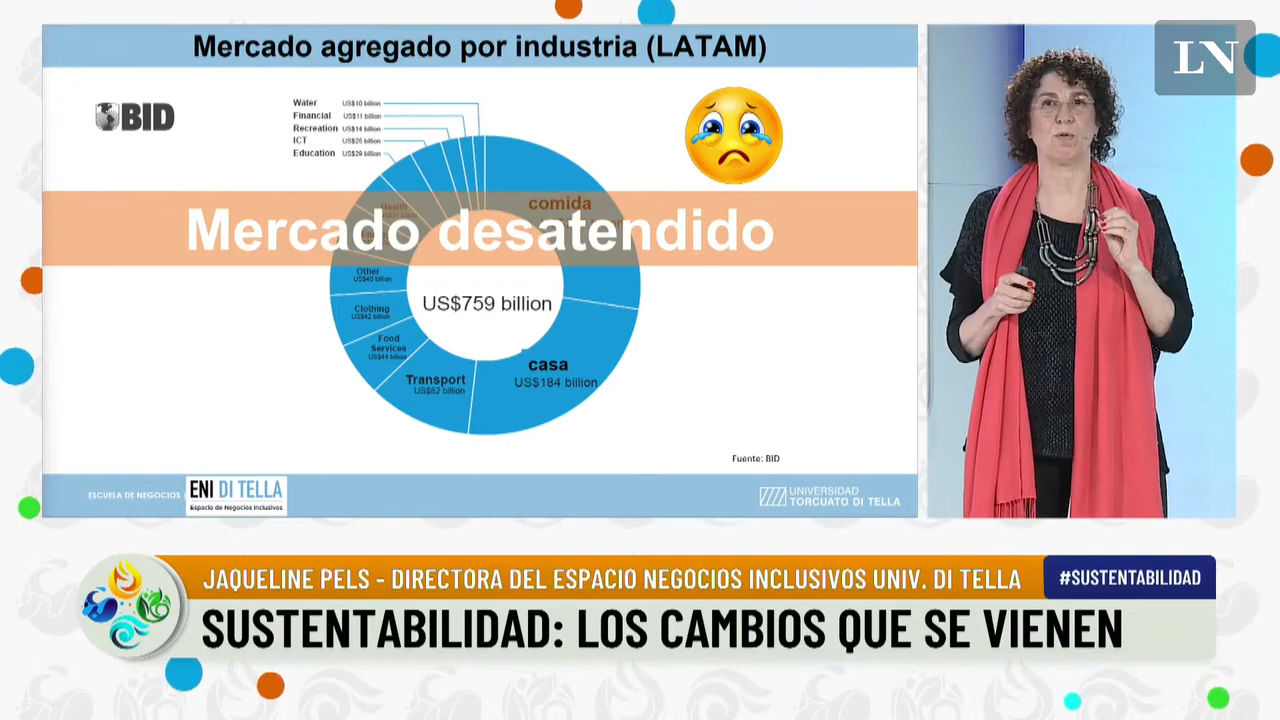 Mercado agregado por industria (LATAM)
LN
BID
Water US$10 billion
Financial US$11 billion
Recreation US$14 billion
ICT US$25 billion
Education US$29 billion
Health
comida
Mercado desatendido
Other
US$40 billion
Clothing
US$42 billion
Food
Services
US$44 billion
US$759 billion
Transport
US$62 billion
casa
US$184 billion
Fuente: BID
ESCUELA DE NEGOCIOS
ENI DI TELLA
Espacio de Negocios Inclusivos
UNIVERSIDAD
TORCUATO DI TELLA
JAQUELINE PELS - DIRECTORA DEL ESPACIO NEGOCIOS INCLUSIVOS UNIV. DI TELLA
#SUSTENTABILIDAD
SUSTENTABILIDAD: LOS CAMBIOS QUE SE VIENEN